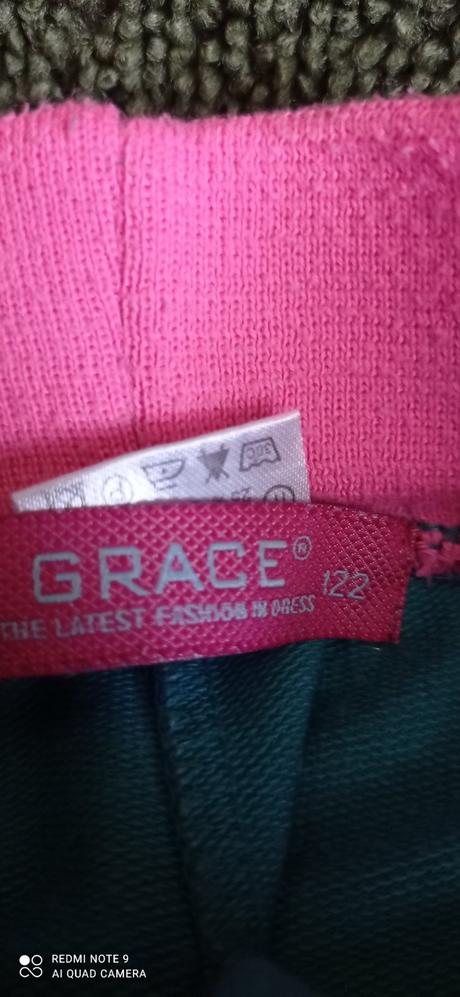 GRACE®
122
THE LATEST FASHION IN DRESS
REDMI NOTE 9
AI QUAD CAMERA